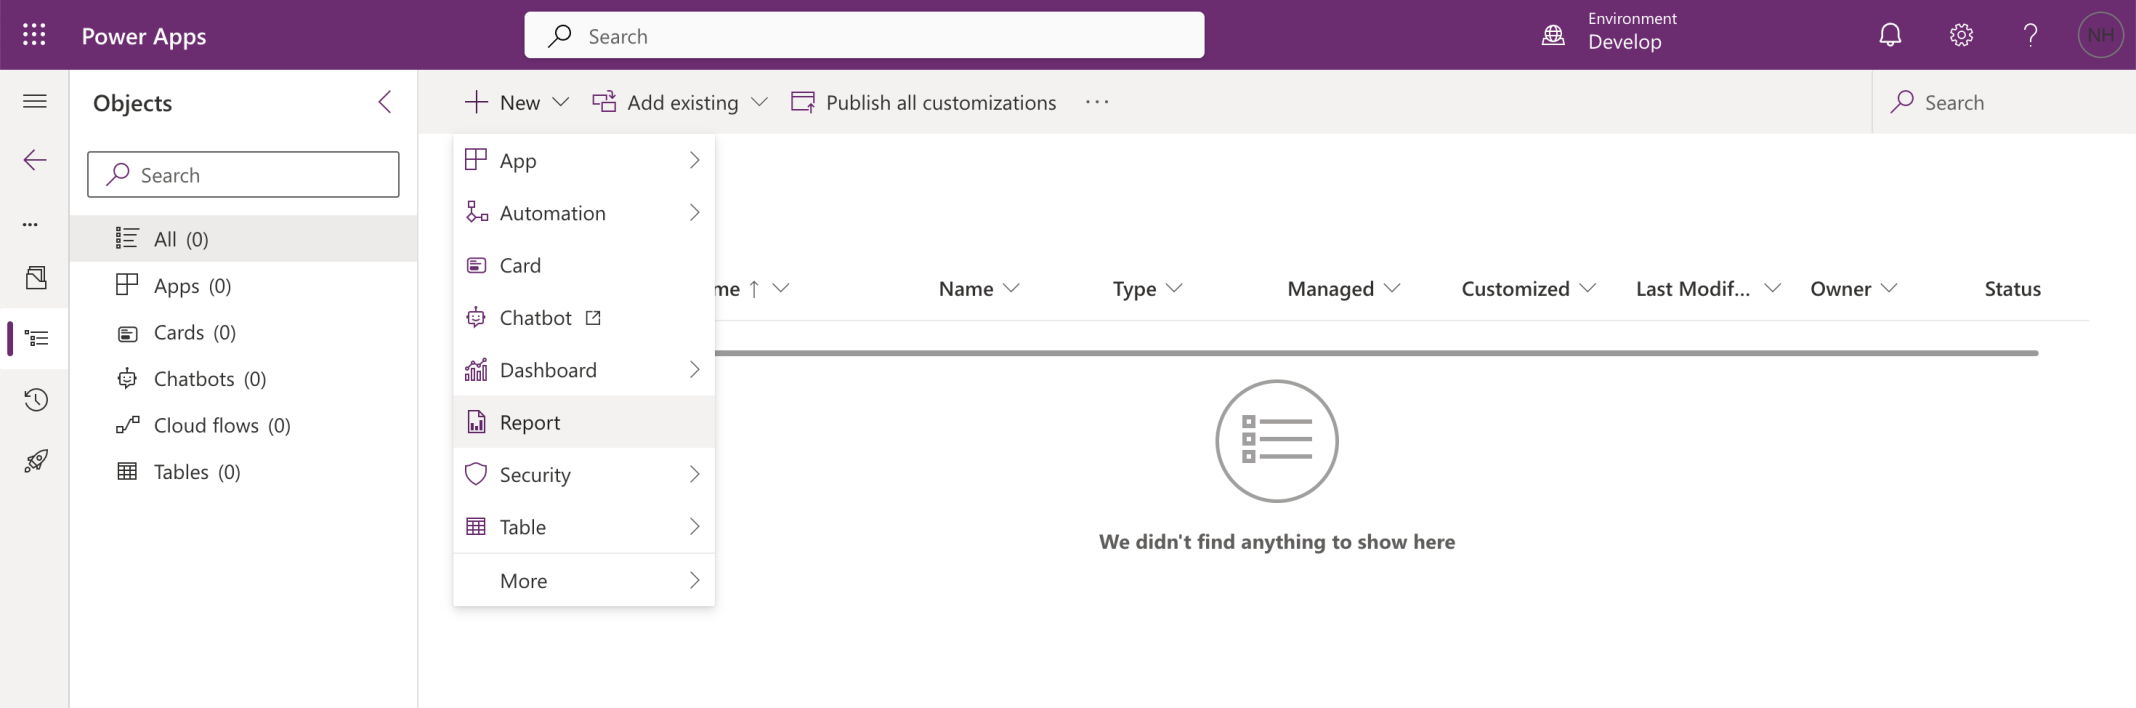 Power Apps
Search
Environment
Develop
NH
Objects
New
Add existing
Publish all customizations
Search
Search
All (0)
Apps (0)
Cards (0)
Chatbots (0)
Cloud flows (0)
Tables (0)
App
Automation
Card
Chatbot
Dashboard
Report
Security
Table
More
me ↑
Name
Type
Managed
Customized
Last Modif...
Owner
Status
We didn't find anything to show here